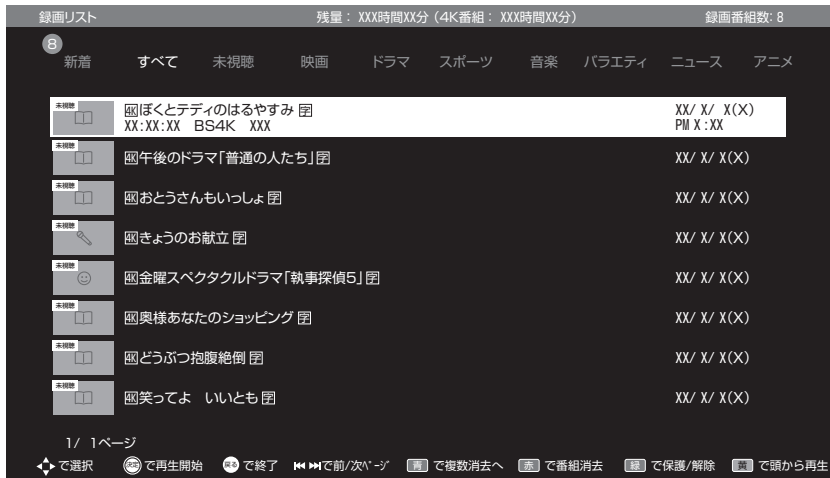 録画リスト 残量： XXX時間XX分（4K番組： XXX時間XX分） 録画番組数: 8
8
新着 すべて 未視聴 映画 ドラマ スポーツ 音楽 バラエティ ニュース アニメ
未視聴 4Kぼくとテディのはるやすみ 字 XX/ X/ X(X)
XX:XX:XX BS4K XXX PM X:XX
未視聴 4K午後のドラマ「普通の人たち」字 XX/ X/ X(X)
未視聴 4Kおとうさんもいっしょ 字 XX/ X/ X(X)
未視聴 4Kきょうのお献立 字 XX/ X/ X(X)
未視聴 4K金曜スペクタクルドラマ「執事探偵5」字 XX/ X/ X(X)
未視聴 4K奥様あなたのショッピング 字 XX/ X/ X(X)
未視聴 4Kどうぶつ抱腹絶倒 字 XX/ X/ X(X)
未視聴 4K笑ってよ いいとも 字 XX/ X/ X(X)
1/ 1ページ
で選択 決定 で再生開始 戻る で終了 で前/次ﾍﾟｰｼﾞ 青 で複数消去へ 赤 で番組消去 緑 で保護/解除 黄 で頭から再生